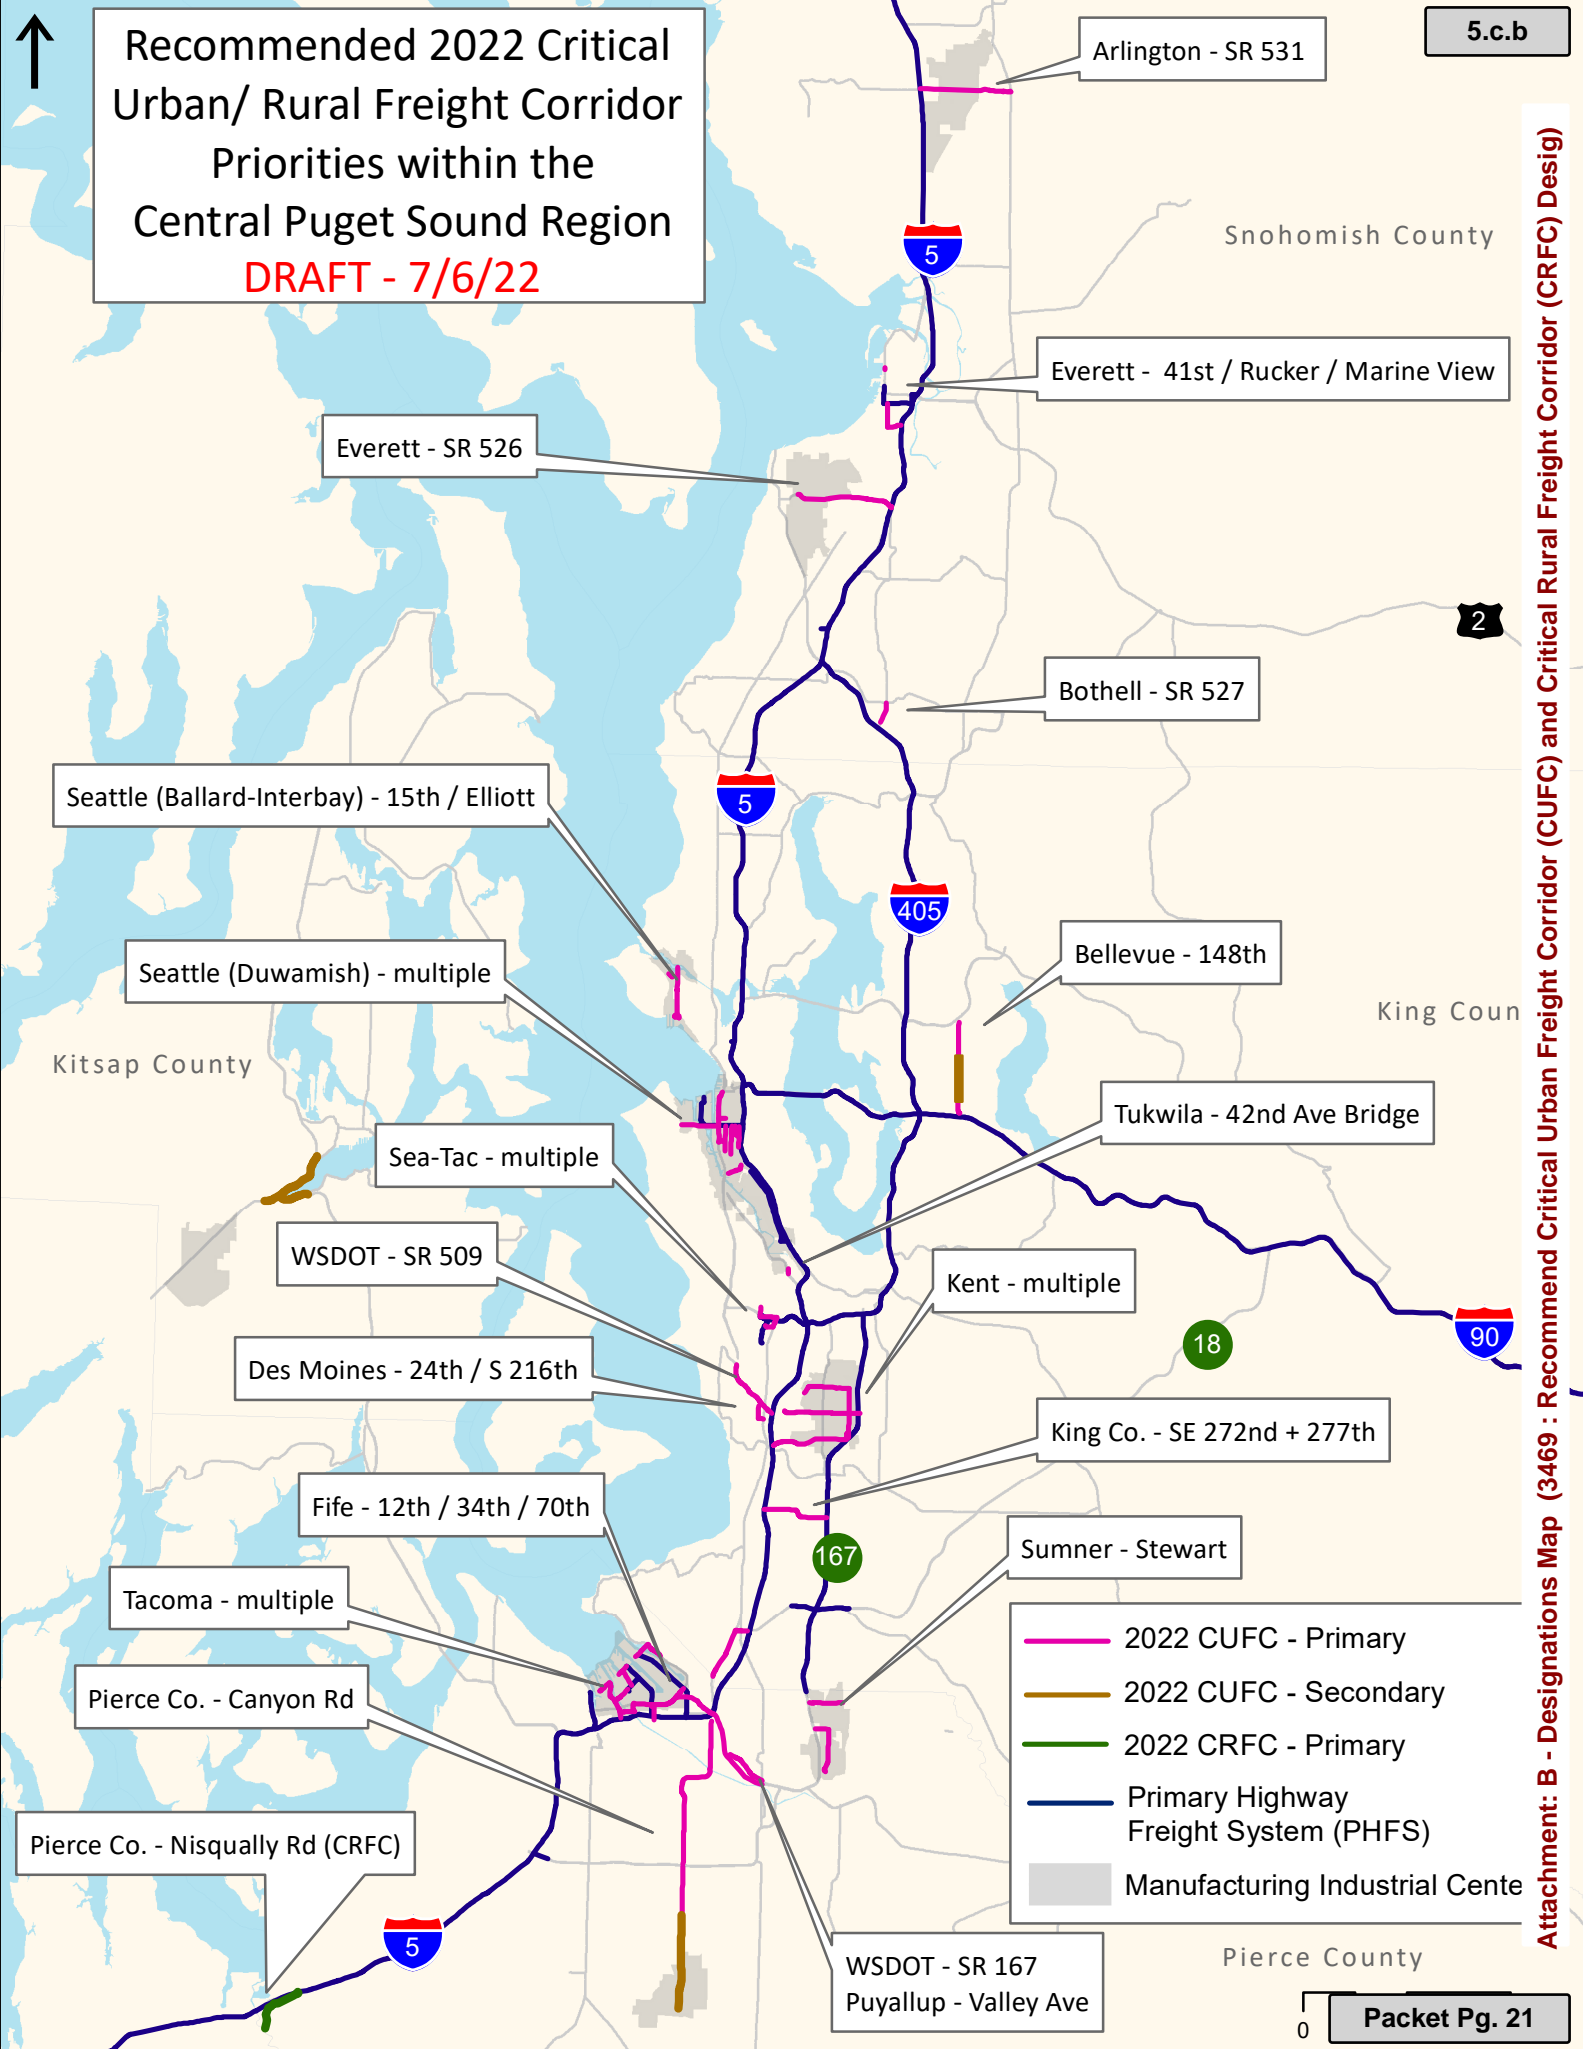 Recommended 2022 Critical
Urban/ Rural Freight Corridor
Priorities within the
Central Puget Sound Region
DRAFT - 7/6/22
5.c.b
Arlington - SR 531
Snohomish County
5
Everett -  41st / Rucker / Marine View
Everett - SR 526
2
Bothell - SR 527
Seattle (Ballard-Interbay) - 15th / Elliott
5
405
Bellevue - 148th
Seattle (Duwamish) - multiple
King Coun
Kitsap County
Tukwila - 42nd Ave Bridge
Sea-Tac - multiple
WSDOT - SR 509
Kent - multiple
90
18
Des Moines - 24th / S 216th
King Co. - SE 272nd + 277th
Fife - 12th / 34th / 70th
167
Sumner - Stewart
Tacoma - multiple
Pierce Co. - Canyon Rd
Pierce Co. - Nisqually Rd (CRFC)
5
2022 CUFC - Primary
2022 CUFC - Secondary
2022 CRFC - Primary
Primary Highway
Freight System (PHFS)
Manufacturing Industrial Cente
WSDOT - SR 167
Puyallup - Valley Ave
Pierce County
0
Packet Pg. 21
Attachment: B - Designations Map  (3469 : Recommend Critical Urban Freight Corridor (CUFC) and Critical Rural Freight Corridor (CRFC) Desig)